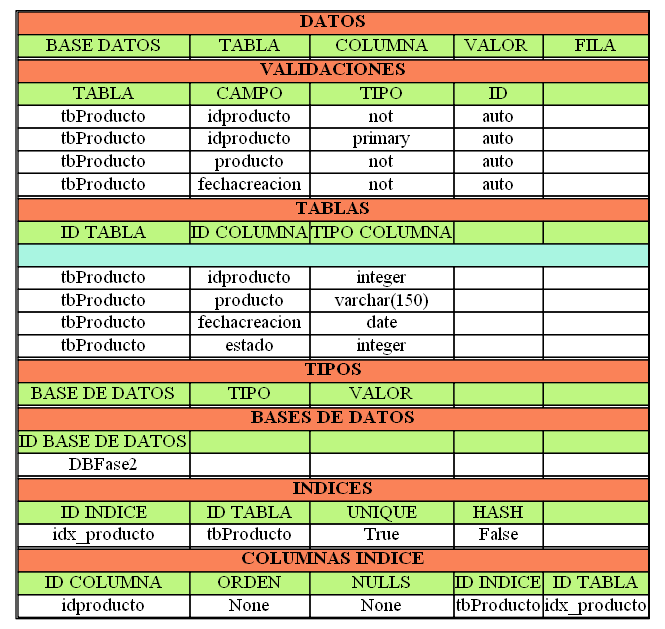 DATOS
BASE DATOS TABLA COLUMNA VALOR FILA
VALIDACIONES
TABLA CAMPO TIPO ID
tbProducto idproducto not auto
tbProducto idproducto primary auto
tbProducto producto not auto
tbProducto fechacreacion not auto
TABLAS
ID TABLA ID COLUMNA TIPO COLUMNA
tbProducto idproducto integer
tbProducto producto varchar(150)
tbProducto fechacreacion date
tbProducto estado integer
TIPOS
BASE DE DATOS TIPO VALOR
BASES DE DATOS
ID BASE DE DATOS
DBFase2
INDICES
ID INDICE ID TABLA UNIQUE HASH
idx_producto tbProducto True False
COLUMNAS INDICE
ID COLUMNA ORDEN NULLS ID INDICE ID TABLA
idproducto None None tbProducto idx_producto